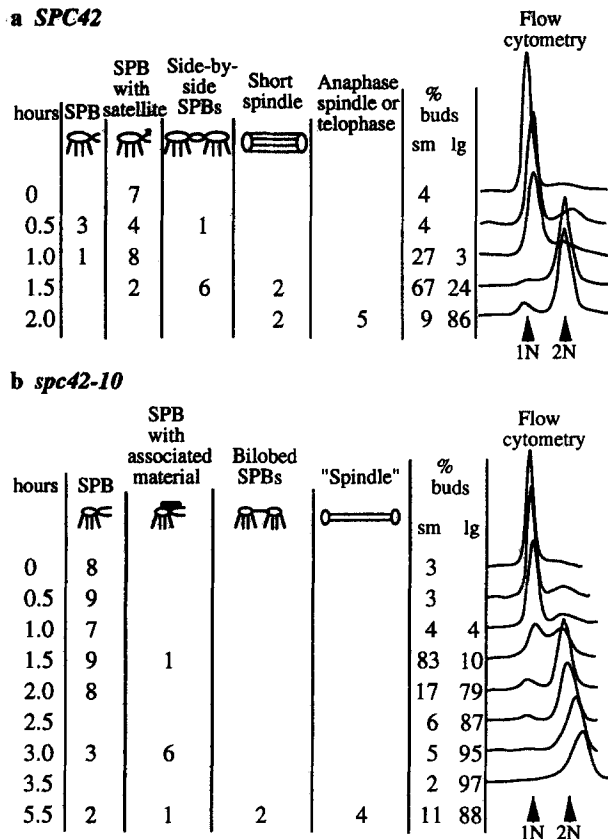 a SPC42
Flow cytometry
hours SPB SPB with satellite Side-by-side SPBs Short spindle Anaphase spindle or telophase % buds sm lg
0 7 4
0.5 3 4 1 4
1.0 1 8 27 3
1.5 2 6 2 67 24
2.0 2 5 9 86
1N 2N
b spc42-10
Flow cytometry
hours SPB SPB with associated material Bilobed SPBs "Spindle" % buds sm lg
0 8 3
0.5 9 3
1.0 7 4 4
1.5 9 1 83 10
2.0 8 17 79
2.5 6 87
3.0 3 6 5 95
3.5 2 97
5.5 2 1 2 4 11 88
1N 2N